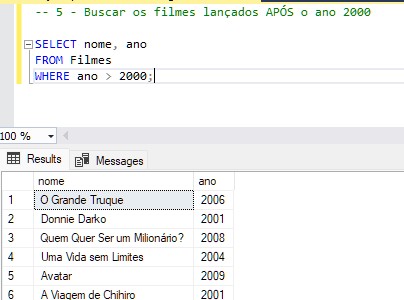 -- 5 - Buscar os filmes lançados APÓS o ano 2000
SELECT nome, ano
FROM Filmes
WHERE ano > 2000;
100 %
Results Messages
nome ano
1 O Grande Truque 2006
2 Donnie Darko 2001
3 Quem Quer Ser um Milionário? 2008
4 Uma Vida sem Limites 2004
5 Avatar 2009
6 A Viagem de Chihiro 2001